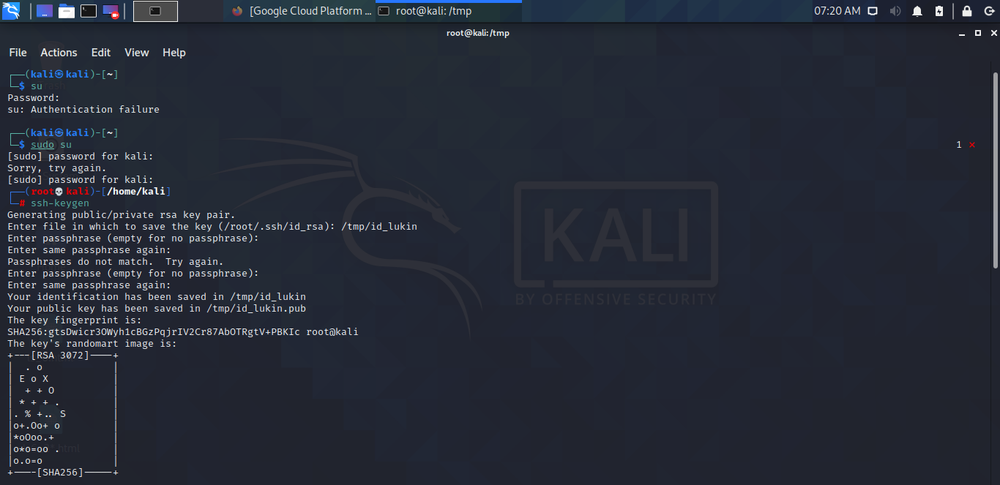 [Google Cloud Platform ...
root@kali: /tmp
07:20 AM
root@kali: /tmp
File Actions Edit View Help
┌──(kali㉿kali)-[~]
└─$ su
Password:
su: Authentication failure
┌──(kali㉿kali)-[~]
└─$ sudo su 1 ⨯
[sudo] password for kali:
Sorry, try again.
[sudo] password for kali:
┌──(root💀kali)-[/home/kali]
└─# ssh-keygen
Generating public/private rsa key pair.
Enter file in which to save the key (/root/.ssh/id_rsa): /tmp/id_lukin
Enter passphrase (empty for no passphrase):
Enter same passphrase again:
Passphrases do not match.  Try again.
Enter passphrase (empty for no passphrase):
Enter same passphrase again:
Your identification has been saved in /tmp/id_lukin
Your public key has been saved in /tmp/id_lukin.pub
The key fingerprint is:
SHA256:gtsDwicr3OWyh1cBGzPqjrIV2Cr87AbOTRgtV+PBKIc root@kali
The key's randomart image is:
+---[RSA 3072]----+
|  . o            |
| E o X           |
|  + + O          |
| * + + .         |
|. % +.. S        |
|o+.Oo+ o         |
|*oOoo.+          |
|o*o=oo .         |
|o.o=o            |
+----[SHA256]-----+
KALI
BY OFFENSIVE SECURITY